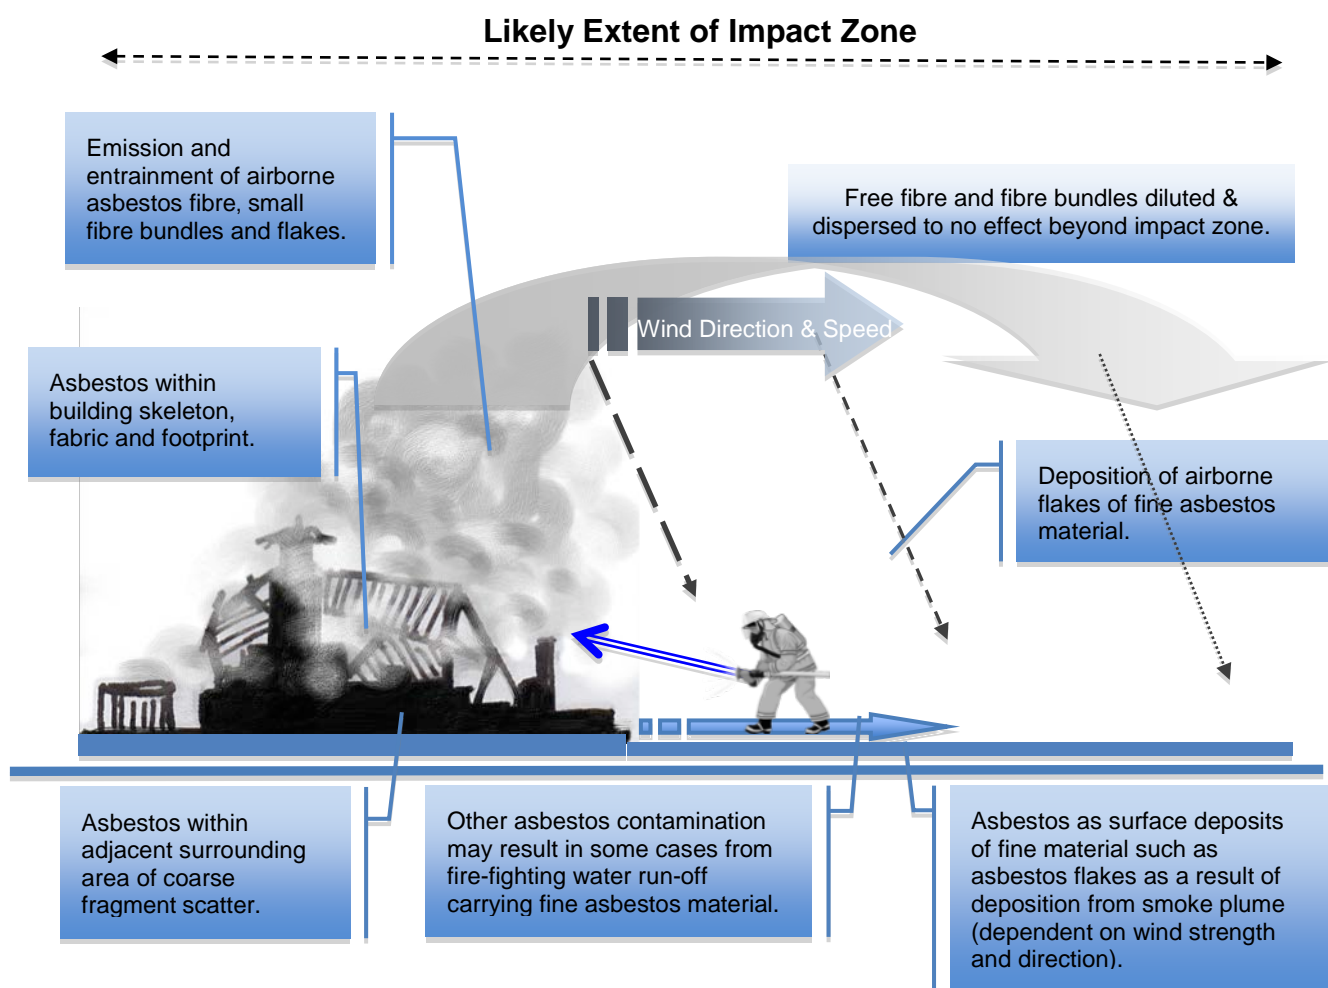 Likely Extent of Impact Zone
Emission and
entrainment of airborne
asbestos fibre, small
fibre bundles and flakes.
Free fibre and fibre bundles diluted &
dispersed to no effect beyond impact zone.
Wind Direction & Speed
Asbestos within
building skeleton,
fabric and footprint.
Deposition of airborne
flakes of fine asbestos
material.
Asbestos within
adjacent surrounding
area of coarse
fragment scatter.
Other asbestos contamination
may result in some cases from
fire-fighting water run-off
carrying fine asbestos material.
Asbestos as surface deposits
of fine material such as
asbestos flakes as a result of
deposition from smoke plume
(dependent on wind strength
and direction).